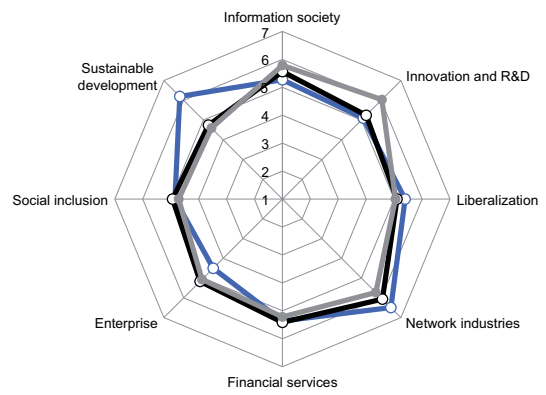 Information society
7
6
5
4
3
2
1
Sustainable
development
Innovation and R&D
Social inclusion
Liberalization
Enterprise
Network industries
Financial services